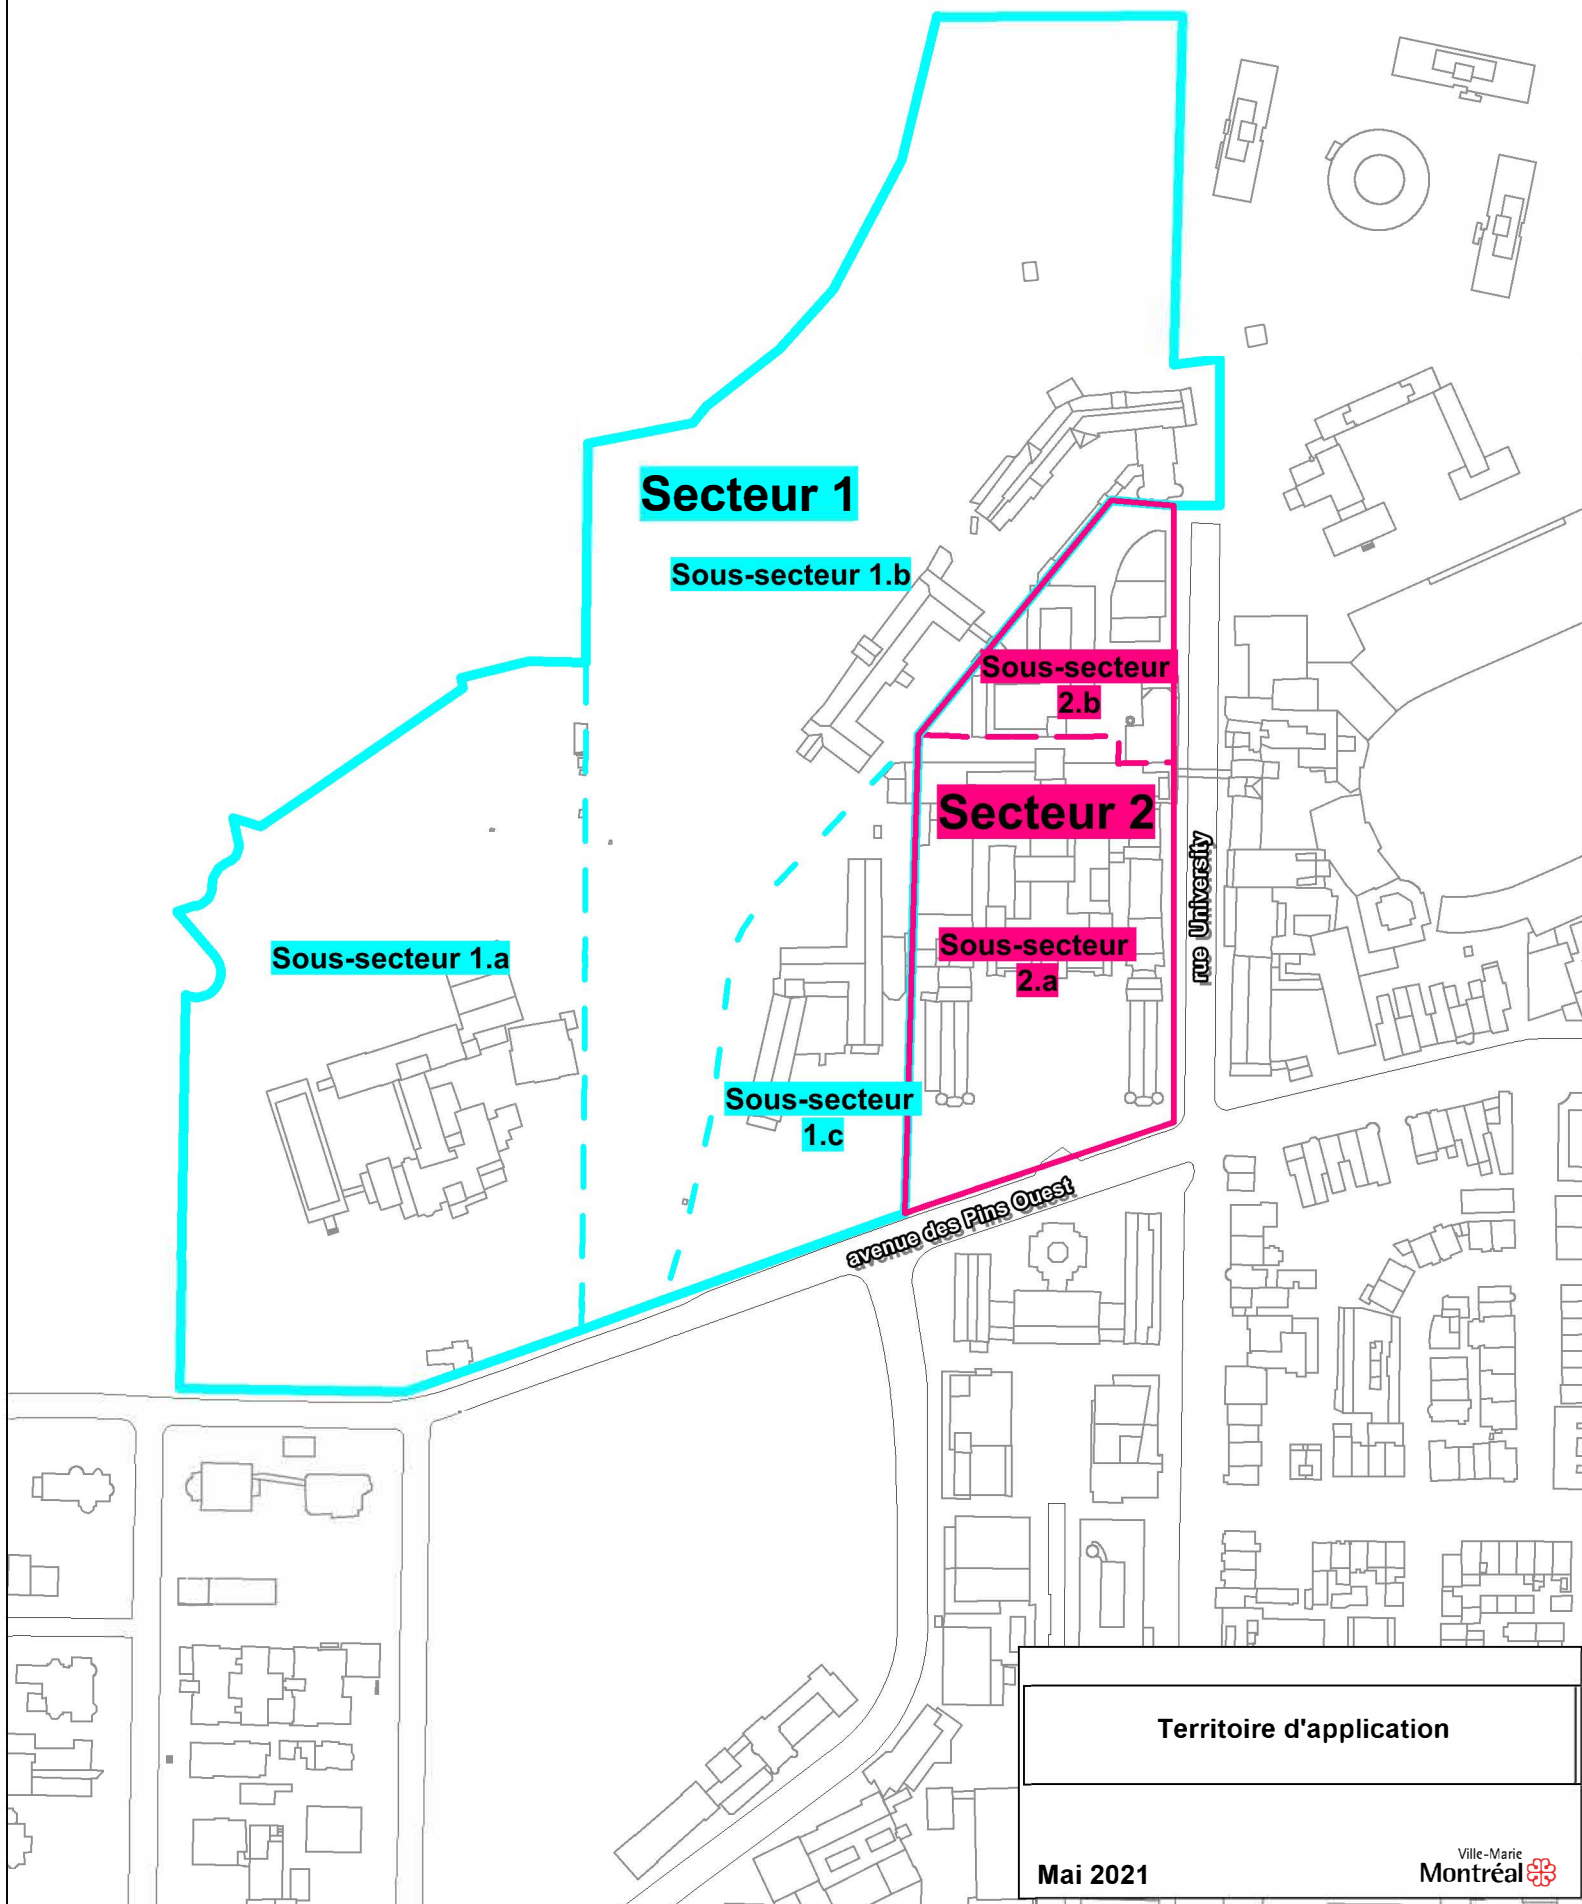 Secteur 1
Sous-secteur 1.b
Sous-secteur
2.b
Secteur 2
rue University
Sous-secteur 1.a
Sous-secteur
2.a
Sous-secteur
1.c
avenue des Pins Ouest
Territoire d'application
Mai 2021
Ville-Marie
Montréal